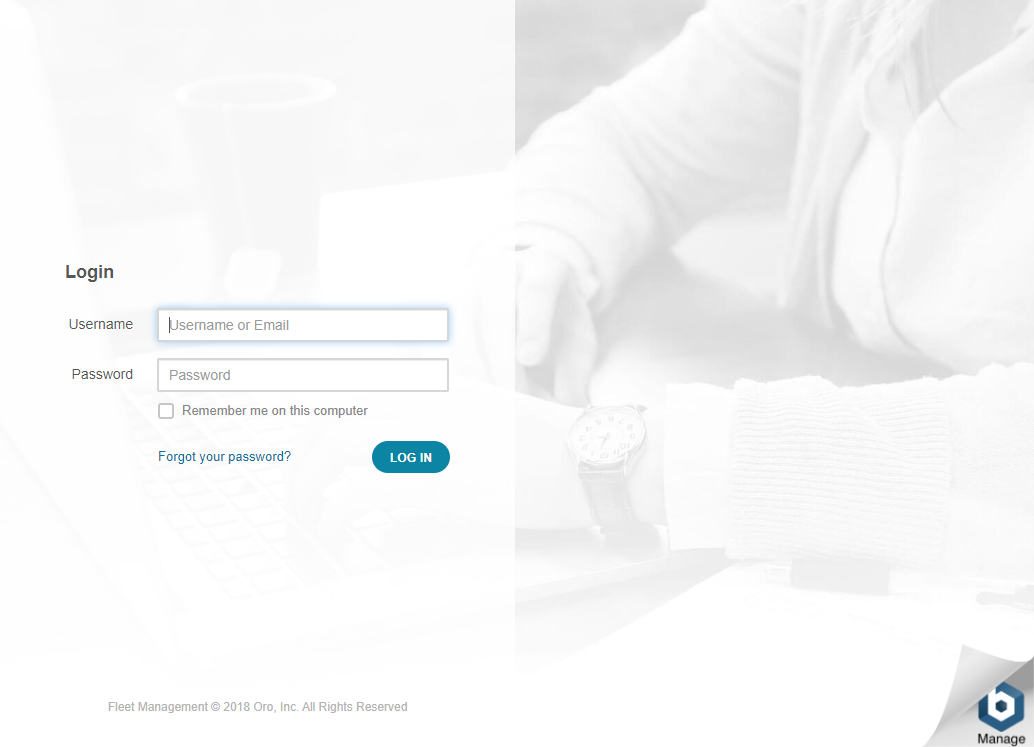 Login
Username
Username or Email
Password
Password
Remember me on this computer
Forgot your password?
LOG IN
Fleet Management © 2018 Oro, Inc. All Rights Reserved
b
Manage